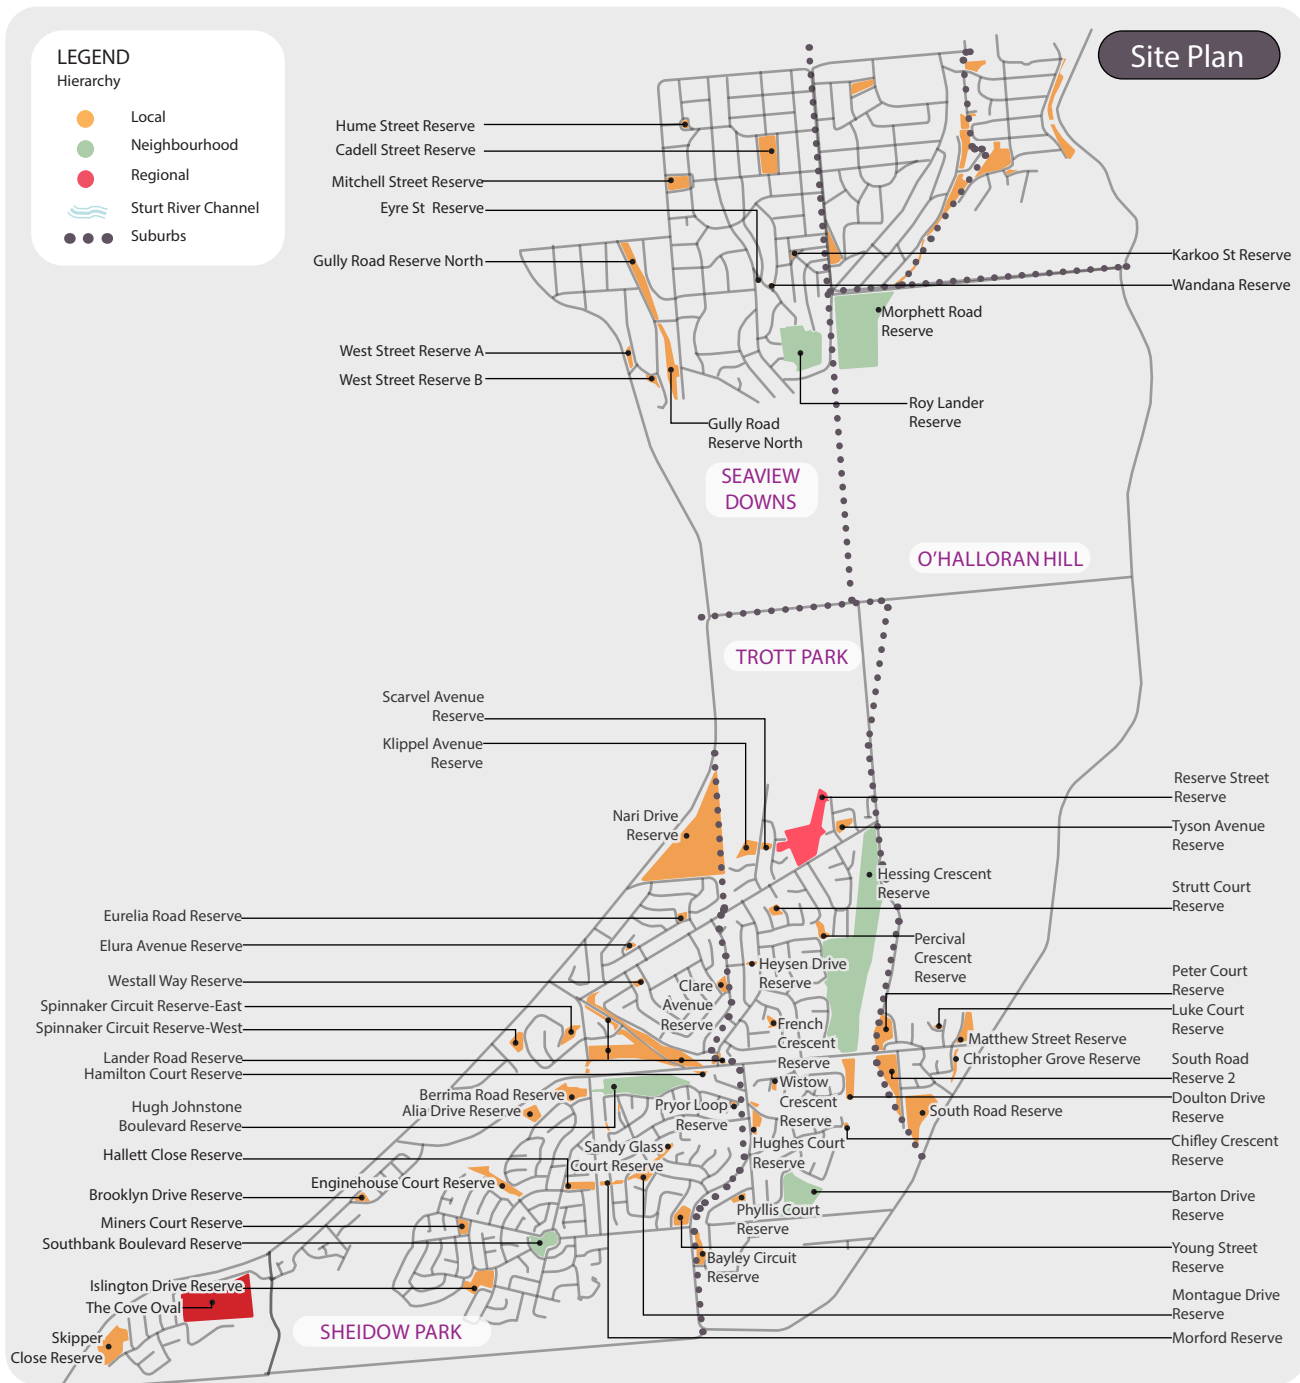 Site Plan
LEGEND
Hierarchy
Local
Neighbourhood
Regional
Sturt River Channel
Suburbs
Hume Street Reserve
Cadell Street Reserve
Mitchell Street Reserve
Eyre St Reserve
Gully Road Reserve North
West Street Reserve A
West Street Reserve B
Karkoo St Reserve
Wandana Reserve
Morphett Road
Reserve
Roy Lander
Reserve
Gully Road
Reserve North
SEAVIEW
DOWNS
O'HALLORAN HILL
TROTT PARK
Scarvel Avenue
Reserve
Klippel Avenue
Reserve
Nari Drive
Reserve
Reserve Street
Reserve
Tyson Avenue
Reserve
Hessing Crescent
Reserve
Strutt Court
Reserve
Percival
Crescent
Reserve
Eurelia Road Reserve
Elura Avenue Reserve
Westall Way Reserve
Spinnaker Circuit Reserve-East
Spinnaker Circuit Reserve-West
Lander Road Reserve
Hamilton Court Reserve
Heysen Drive
Reserve
Clare
Avenue
Reserve
French
Crescent
Reserve
Peter Court
Reserve
Luke Court
Reserve
Matthew Street Reserve
Christopher Grove Reserve
South Road
Reserve 2
Doulton Drive
Reserve
South Road Reserve
Chifley Crescent
Reserve
Berrima Road Reserve
Alia Drive Reserve
Hugh Johnstone
Boulevard Reserve
Pryor Loop
Reserve
Wistow
Crescent
Reserve
Hughes Court
Reserve
Sandy Glass
Court Reserve
Hallett Close Reserve
Enginehouse Court Reserve
Brooklyn Drive Reserve
Miners Court Reserve
Southbank Boulevard Reserve
Phyllis Court
Reserve
Barton Drive
Reserve
Young Street
Reserve
Bayley Circuit
Reserve
Montague Drive
Reserve
Morford Reserve
Islington Drive Reserve
The Cove Oval
SHEIDOW PARK
Skipper
Close Reserve